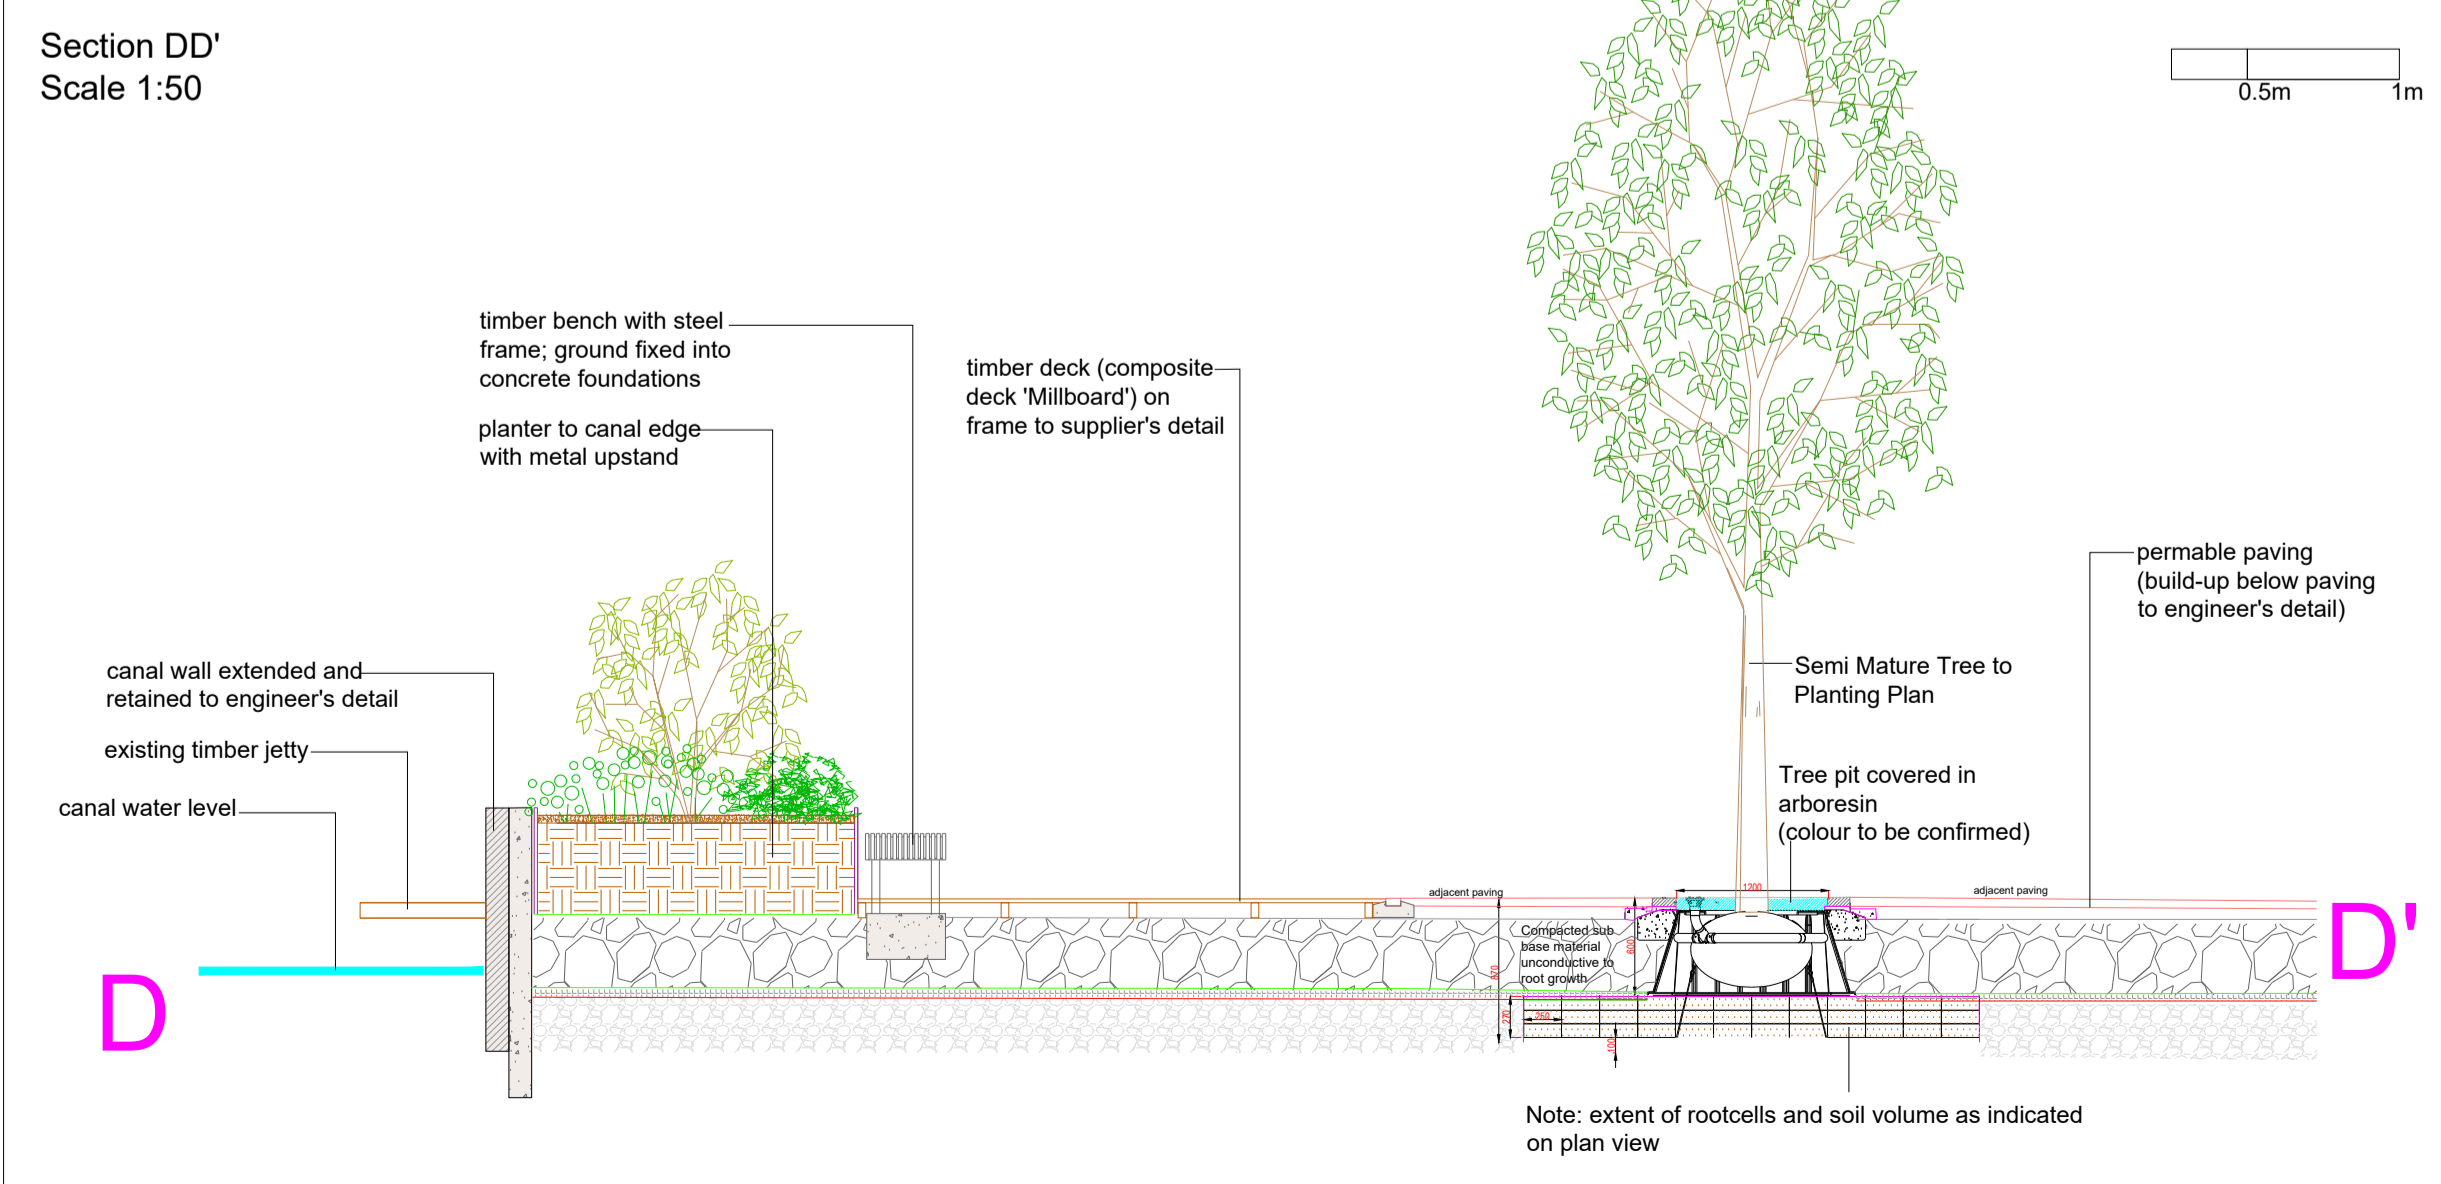 Section DD'
Scale 1:50
0.5m
1m
timber bench with steel
frame; ground fixed into
concrete foundations
planter to canal edge
with metal upstand
timber deck (composite
deck 'Millboard') on
frame to supplier's detail
permable paving
(build-up below paving
to engineer's detail)
canal wall extended and
retained to engineer's detail
existing timber jetty
canal water level
Semi Mature Tree to
Planting Plan
Tree pit covered in
arboresin
(colour to be confirmed)
adjacent paving
1200
adjacent paving
Compacted sub
base material
unconductive to
root growth
600
870
270
250
100
D
D'
Note: extent of rootcells and soil volume as indicated
on plan view